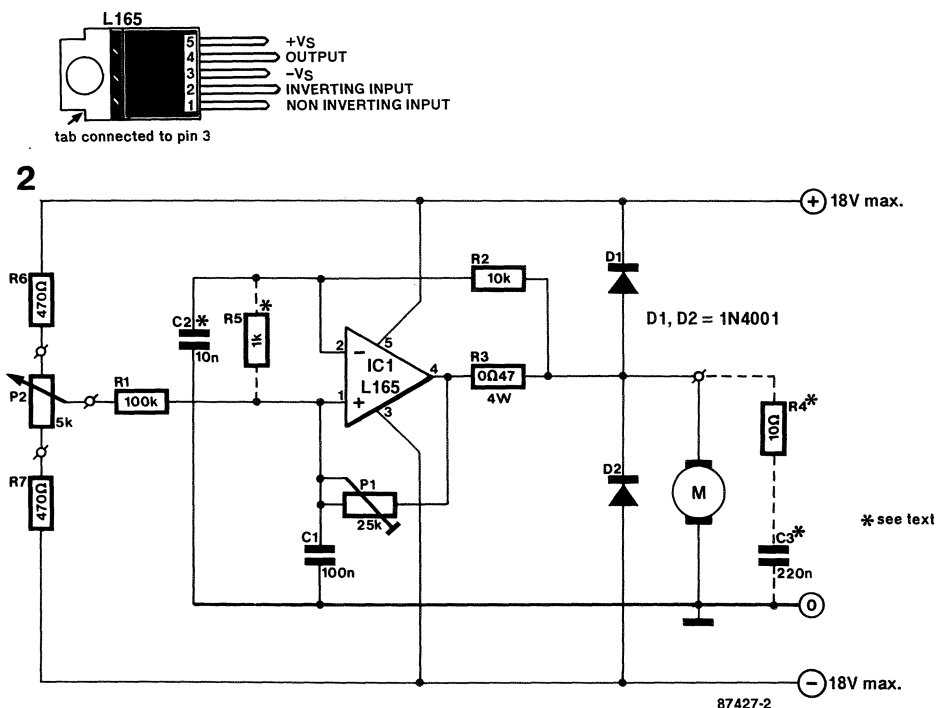 L165
5
+VS
4
OUTPUT
3
-VS
2
INVERTING INPUT
1
NON INVERTING INPUT
tab connected to pin 3
2
+ 18V max.
R6
470Ω
P2
5k
R7
470Ω
R1
100k
C2*
10n
R5*
1k
R2
10k
2
-
5
IC1
L165
4
1
+
3
R3
0Ω47
4W
P1
25k
C1
100n
D1
D1, D2 = 1N4001
D2
M
R4*
10Ω
C3*
220n
* see text
0
- 18V max.
87427-2